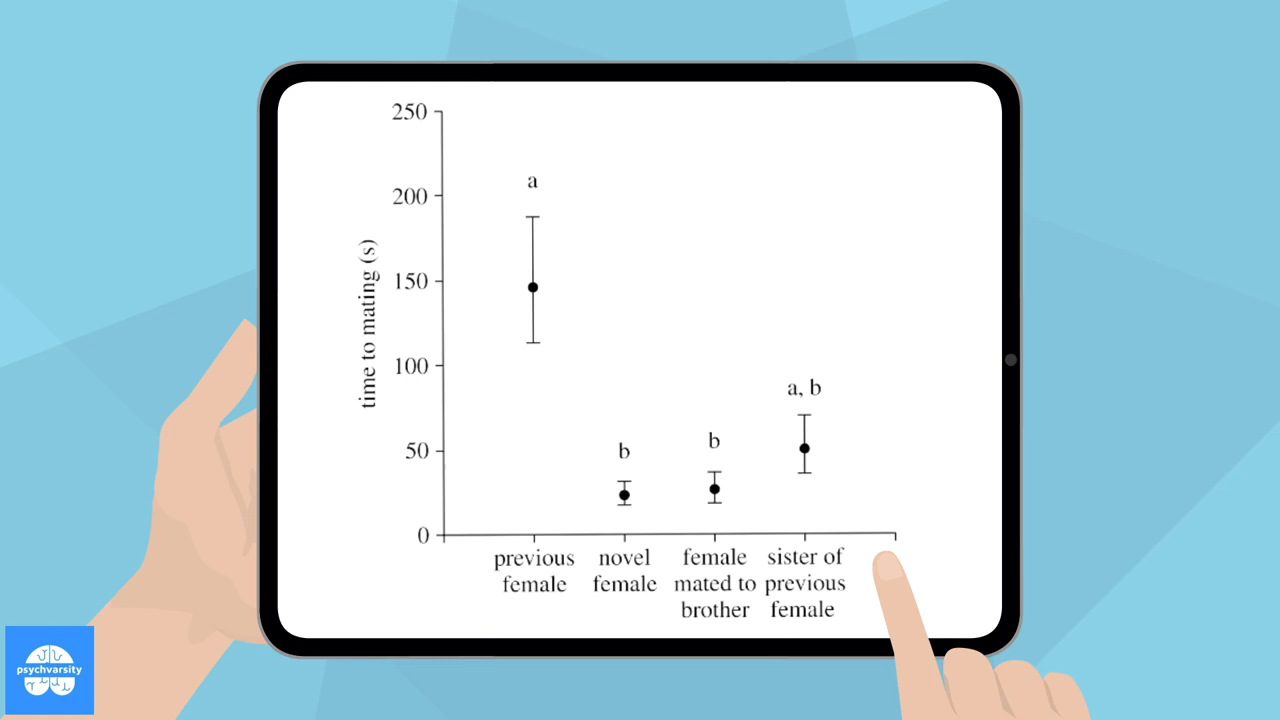 250
200
150
100
50
0
time to mating (s)
a
b
b
a, b
previous female
novel female
female mated to brother
sister of previous female
psychvarsity